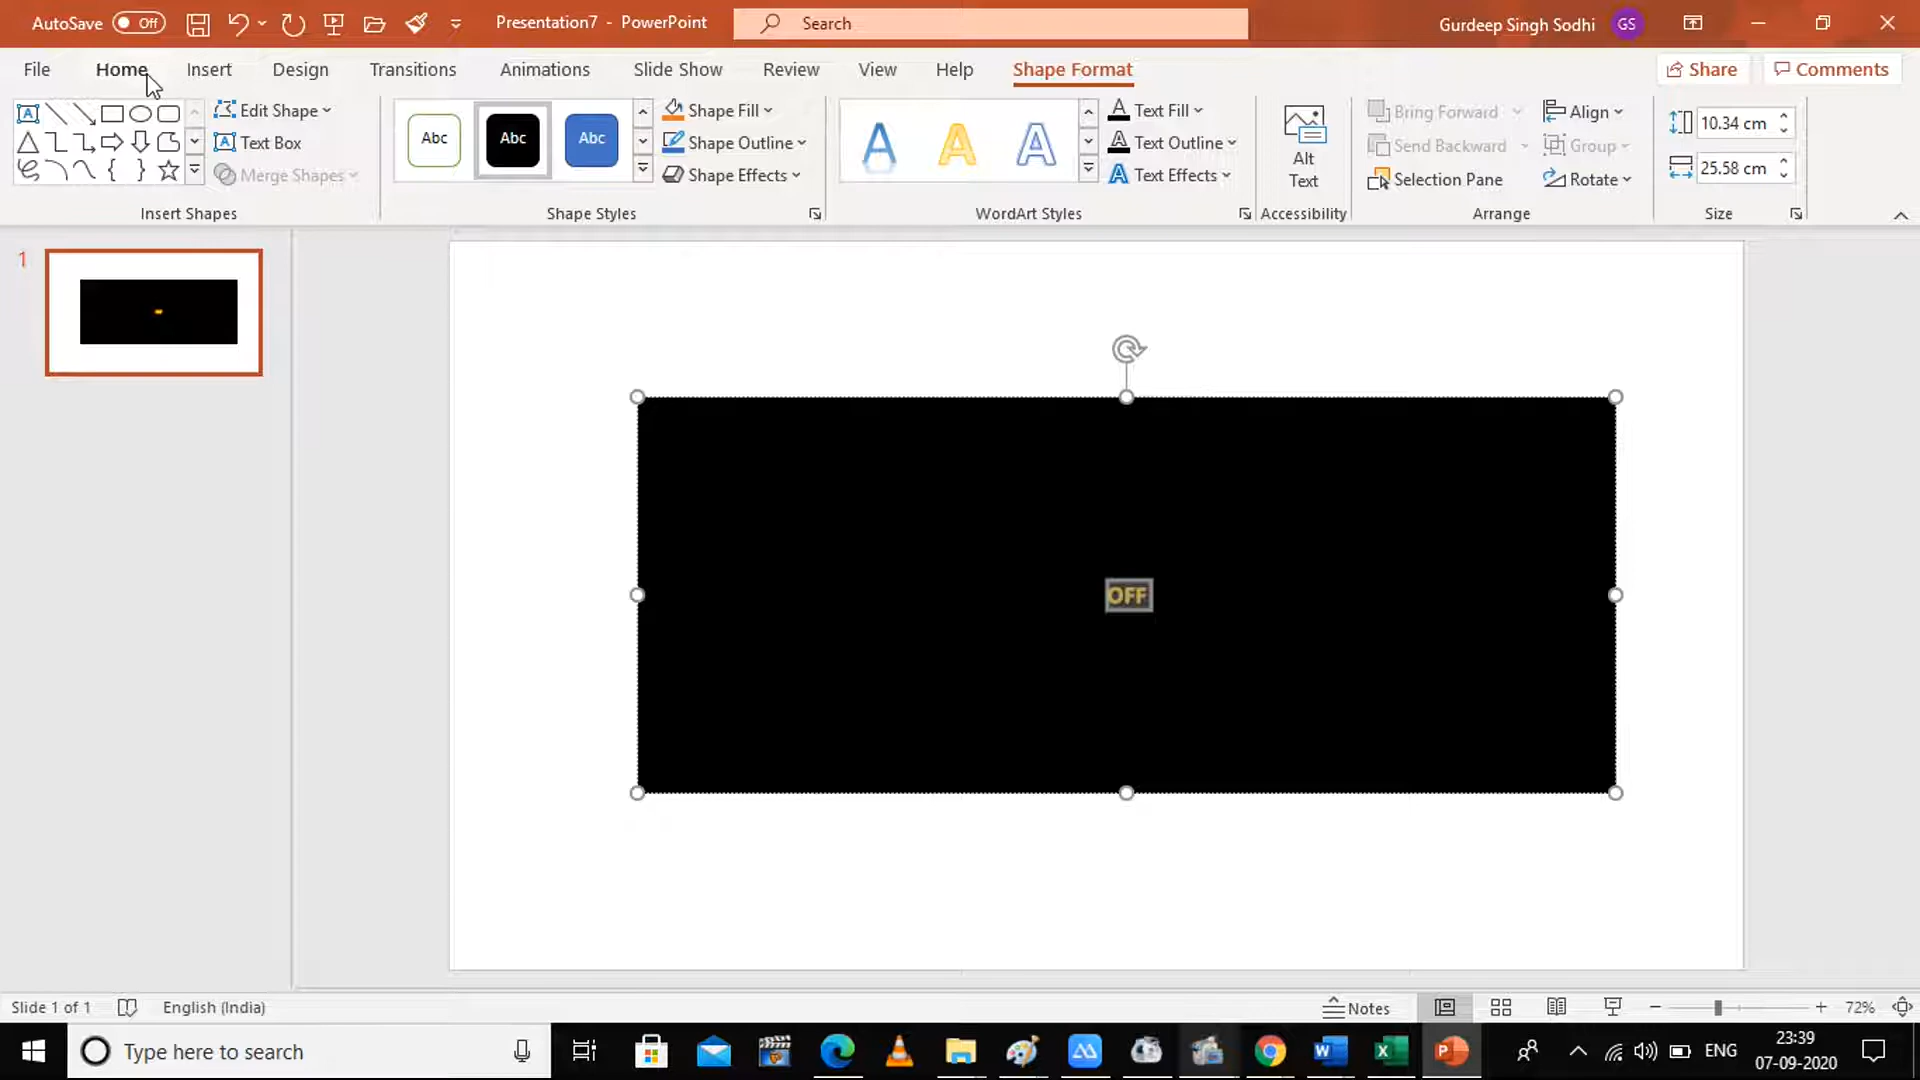 AutoSave Off Presentation7 - PowerPoint Search Gurdeep Singh Sodhi GS
File Home Insert Design Transitions Animations Slide Show Review View Help Shape Format Share Comments
Edit Shape Abc Abc Abc Shape Fill Text Fill Bring Forward Align 10.34 cm
Text Box Shape Outline Text Outline Alt Text Send Backward Group
Merge Shapes Shape Effects Text Effects Selection Pane Rotate 25.58 cm
Insert Shapes Shape Styles WordArt Styles Accessibility Arrange Size
1
OFF
Slide 1 of 1 English (India) Notes 72%
Type here to search ENG 23:39
07-09-2020